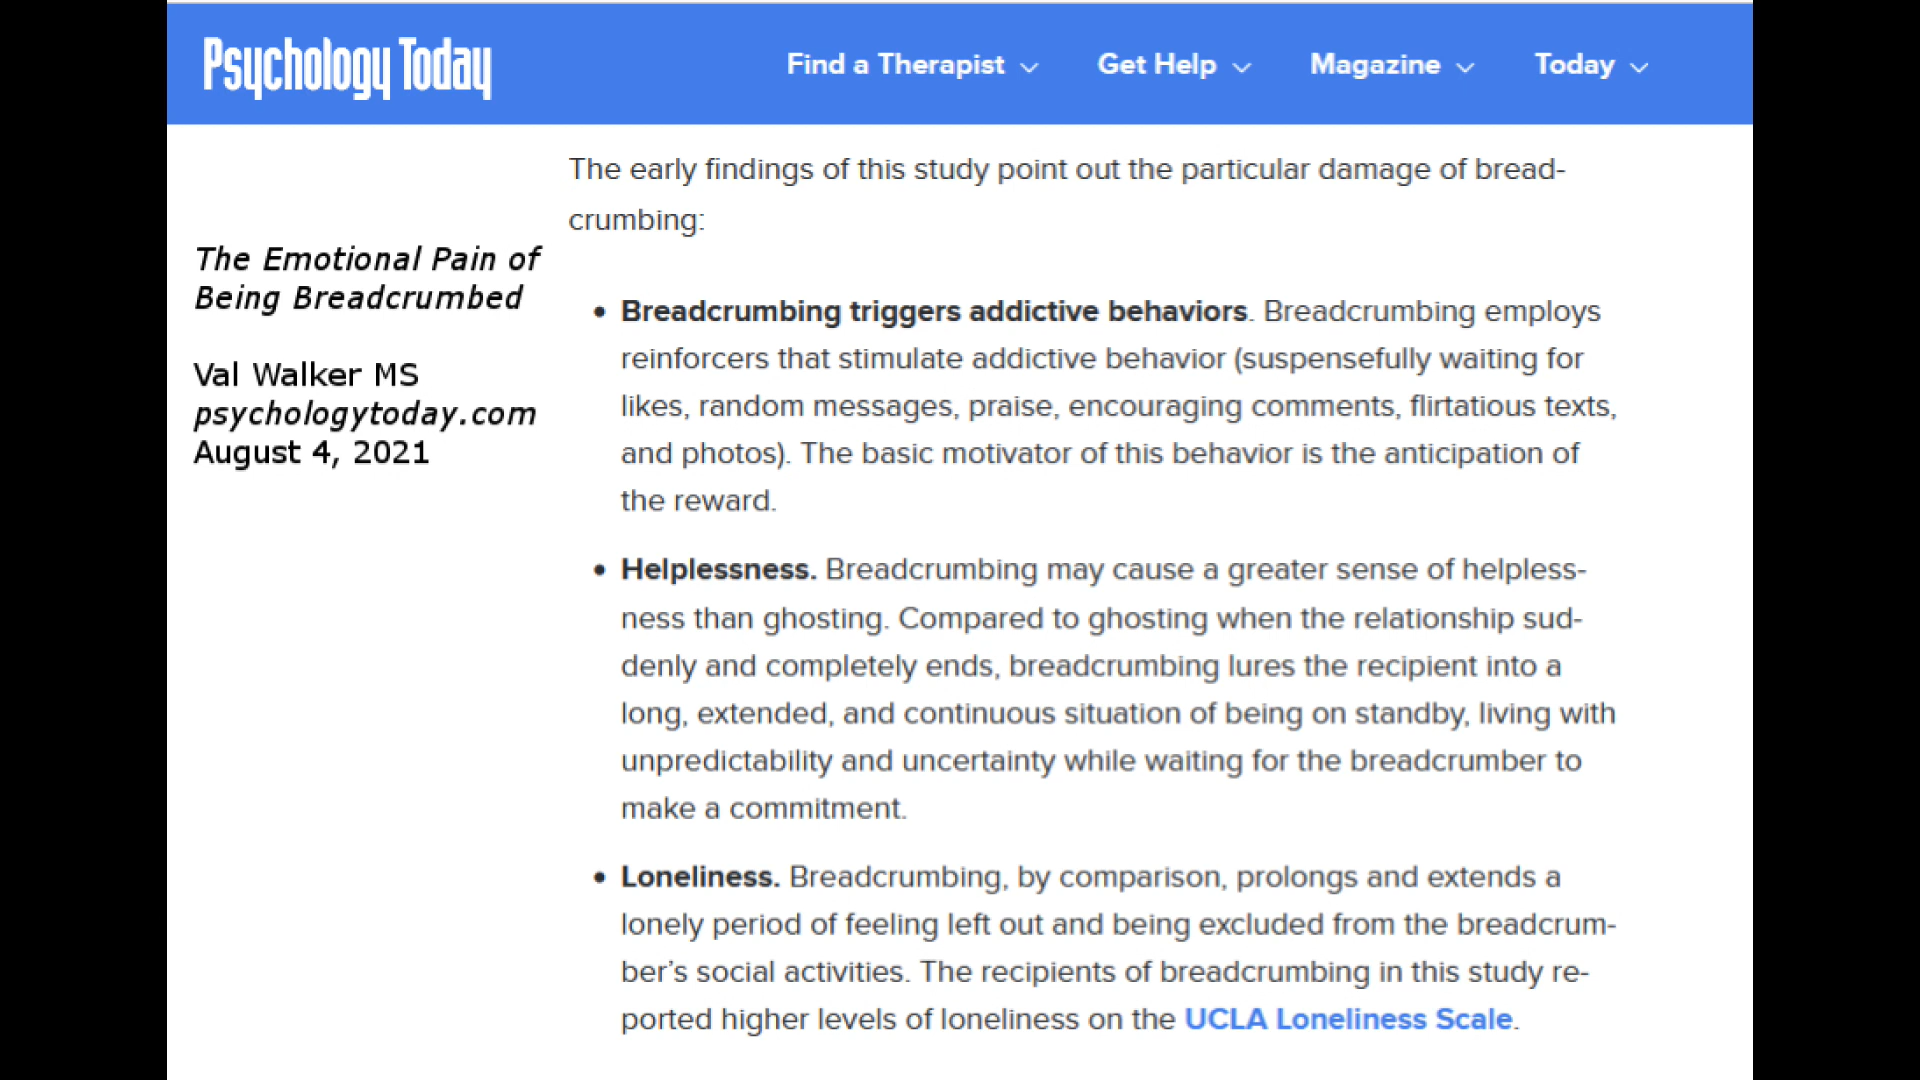 Psychology Today
Find a Therapist
Get Help
Magazine
Today
The Emotional Pain of
Being Breadcrumbed
Val Walker MS
psychologytoday.com
August 4, 2021
The early findings of this study point out the particular damage of bread-
crumbing:
• Breadcrumbing triggers addictive behaviors. Breadcrumbing employs
reinforcers that stimulate addictive behavior (suspensefully waiting for
likes, random messages, praise, encouraging comments, flirtatious texts,
and photos). The basic motivator of this behavior is the anticipation of
the reward.
• Helplessness. Breadcrumbing may cause a greater sense of helpless-
ness than ghosting. Compared to ghosting when the relationship sud-
denly and completely ends, breadcrumbing lures the recipient into a
long, extended, and continuous situation of being on standby, living with
unpredictability and uncertainty while waiting for the breadcrumber to
make a commitment.
• Loneliness. Breadcrumbing, by comparison, prolongs and extends a
lonely period of feeling left out and being excluded from the breadcrum-
ber’s social activities. The recipients of breadcrumbing in this study re-
ported higher levels of loneliness on the UCLA Loneliness Scale.